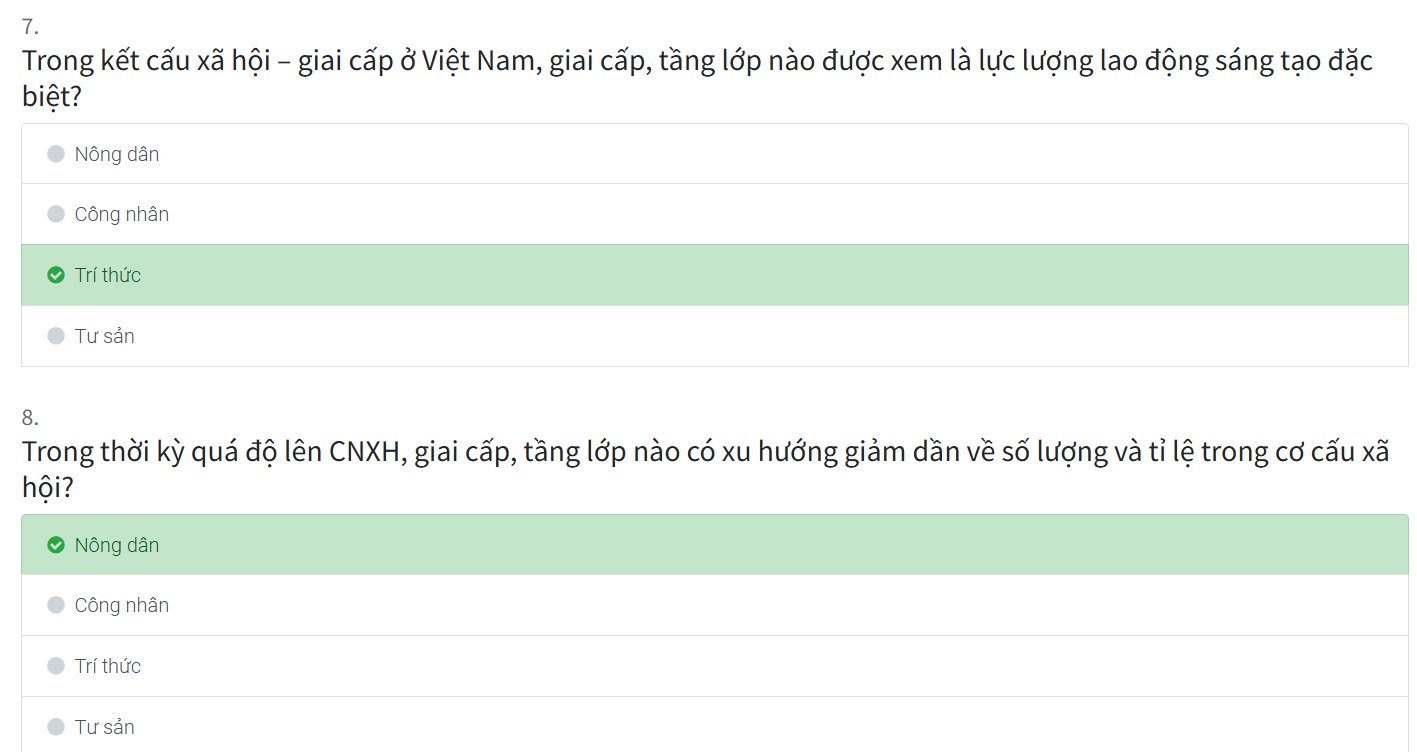 7.
Trong kết cấu xã hội – giai cấp ở Việt Nam, giai cấp, tầng lớp nào được xem là lực lượng lao động sáng tạo đặc
biệt?
Nông dân
Công nhân
Trí thức
Tư sản
8.
Trong thời kỳ quá độ lên CNXH, giai cấp, tầng lớp nào có xu hướng giảm dần về số lượng và tỉ lệ trong cơ cấu xã
hội?
Nông dân
Công nhân
Trí thức
Tư sản